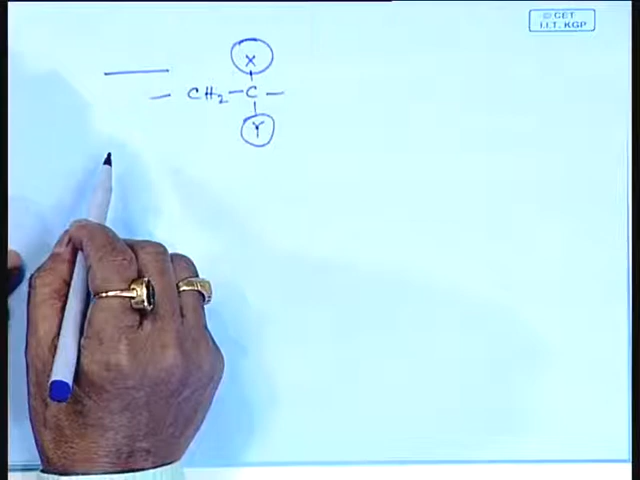 © CET
I.I.T. KGP
X
— CH₂ — C —
Y